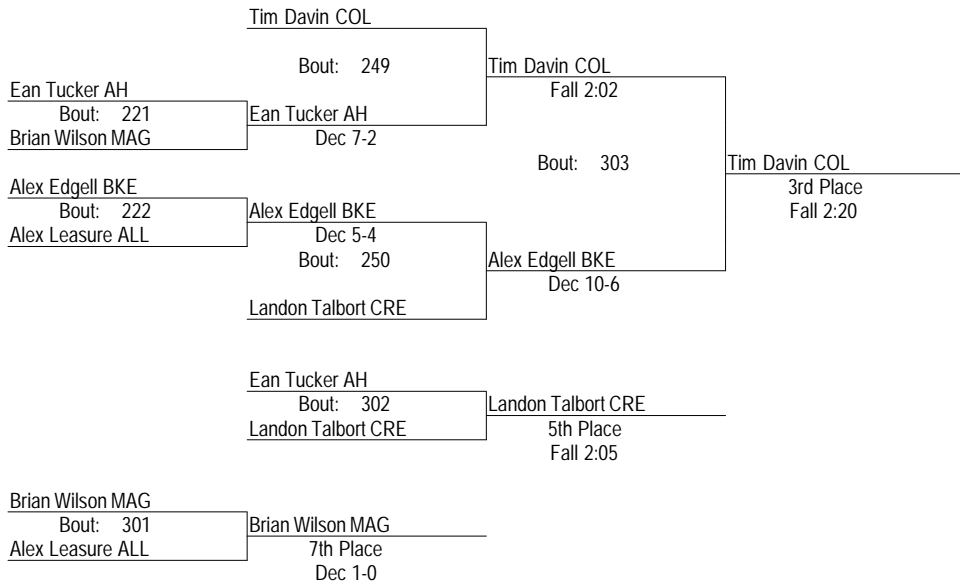 Tim Davin COL
Bout: 249
Tim Davin COL
Fall 2:02
Ean Tucker AH
Bout: 221
Brian Wilson MAG
Ean Tucker AH
Dec 7-2
Bout: 303
Tim Davin COL
3rd Place
Fall 2:20
Alex Edgell BKE
Bout: 222
Alex Leasure ALL
Alex Edgell BKE
Dec 5-4
Bout: 250
Alex Edgell BKE
Dec 10-6
Landon Talbort CRE
Ean Tucker AH
Bout: 302
Landon Talbort CRE
Landon Talbort CRE
5th Place
Fall 2:05
Brian Wilson MAG
Bout: 301
Alex Leasure ALL
Brian Wilson MAG
7th Place
Dec 1-0